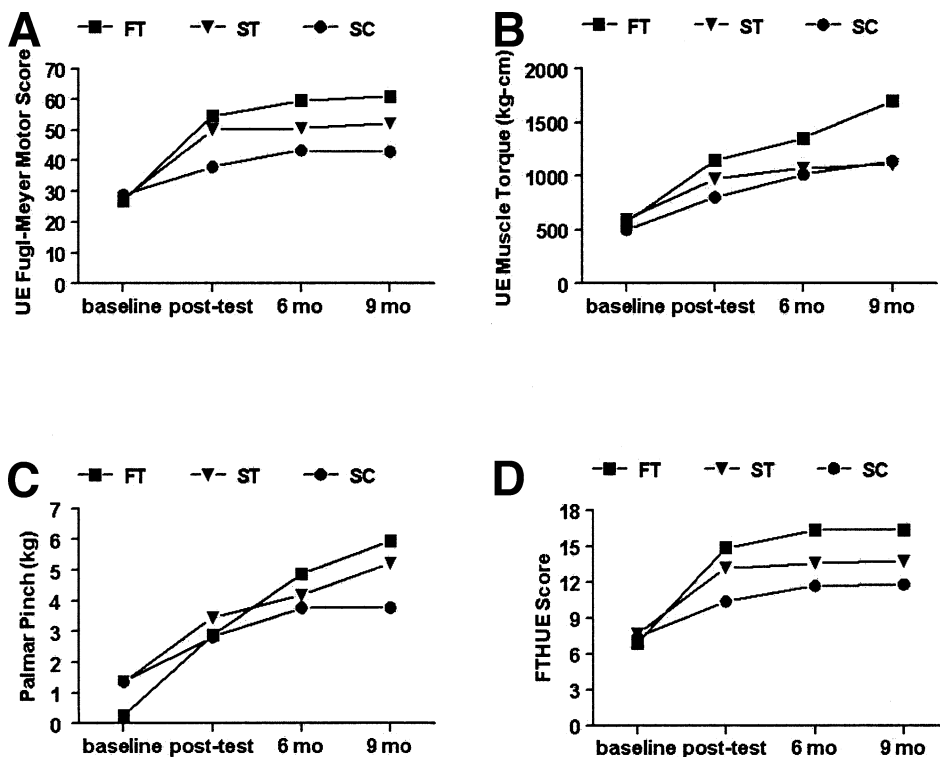 A
FT ST SC
UE Fugl-Meyer Motor Score
70
60
50
40
30
20
10
0
baseline post-test 6 mo 9 mo
B
FT ST SC
UE Muscle Torque (kg-cm)
2000
1500
1000
500
0
baseline post-test 6 mo 9 mo
C
FT ST SC
Palmar Pinch (kg)
7
6
5
4
3
2
1
0
baseline post-test 6 mo 9 mo
D
FT ST SC
FTHUE Score
18
15
12
9
6
3
0
baseline post-test 6 mo 9 mo